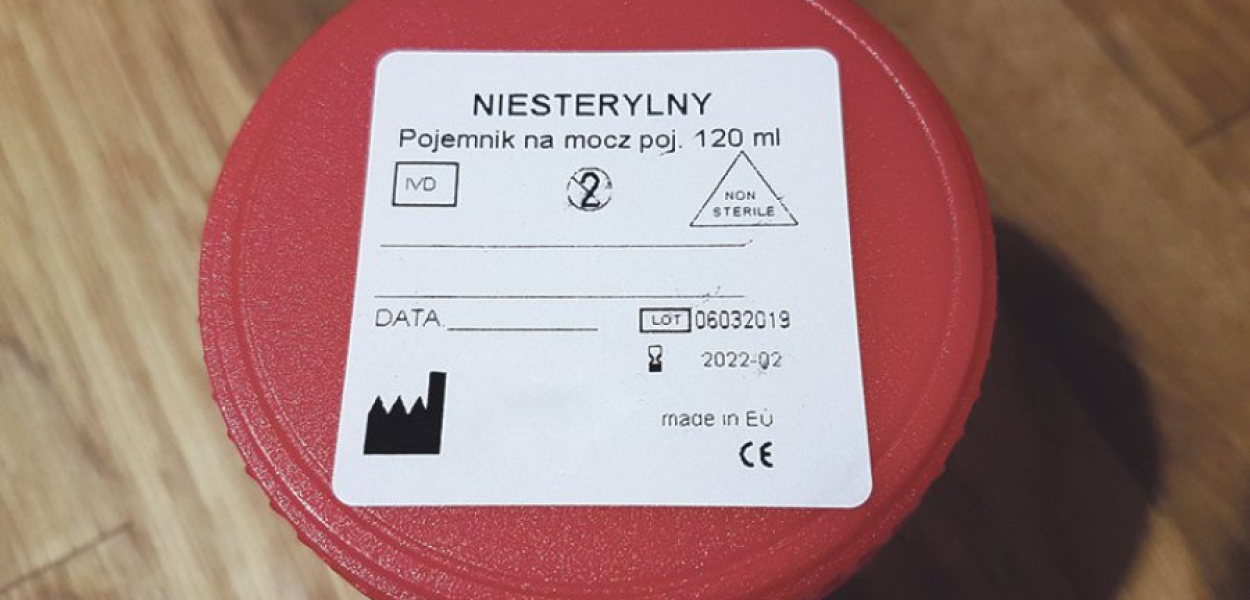 NIESTERYLNY
Pojemnik na mocz poj. 120 ml
IVD
2
NON
STERILE
DATA
LOT 06032019
2022-02
made in EU
CE